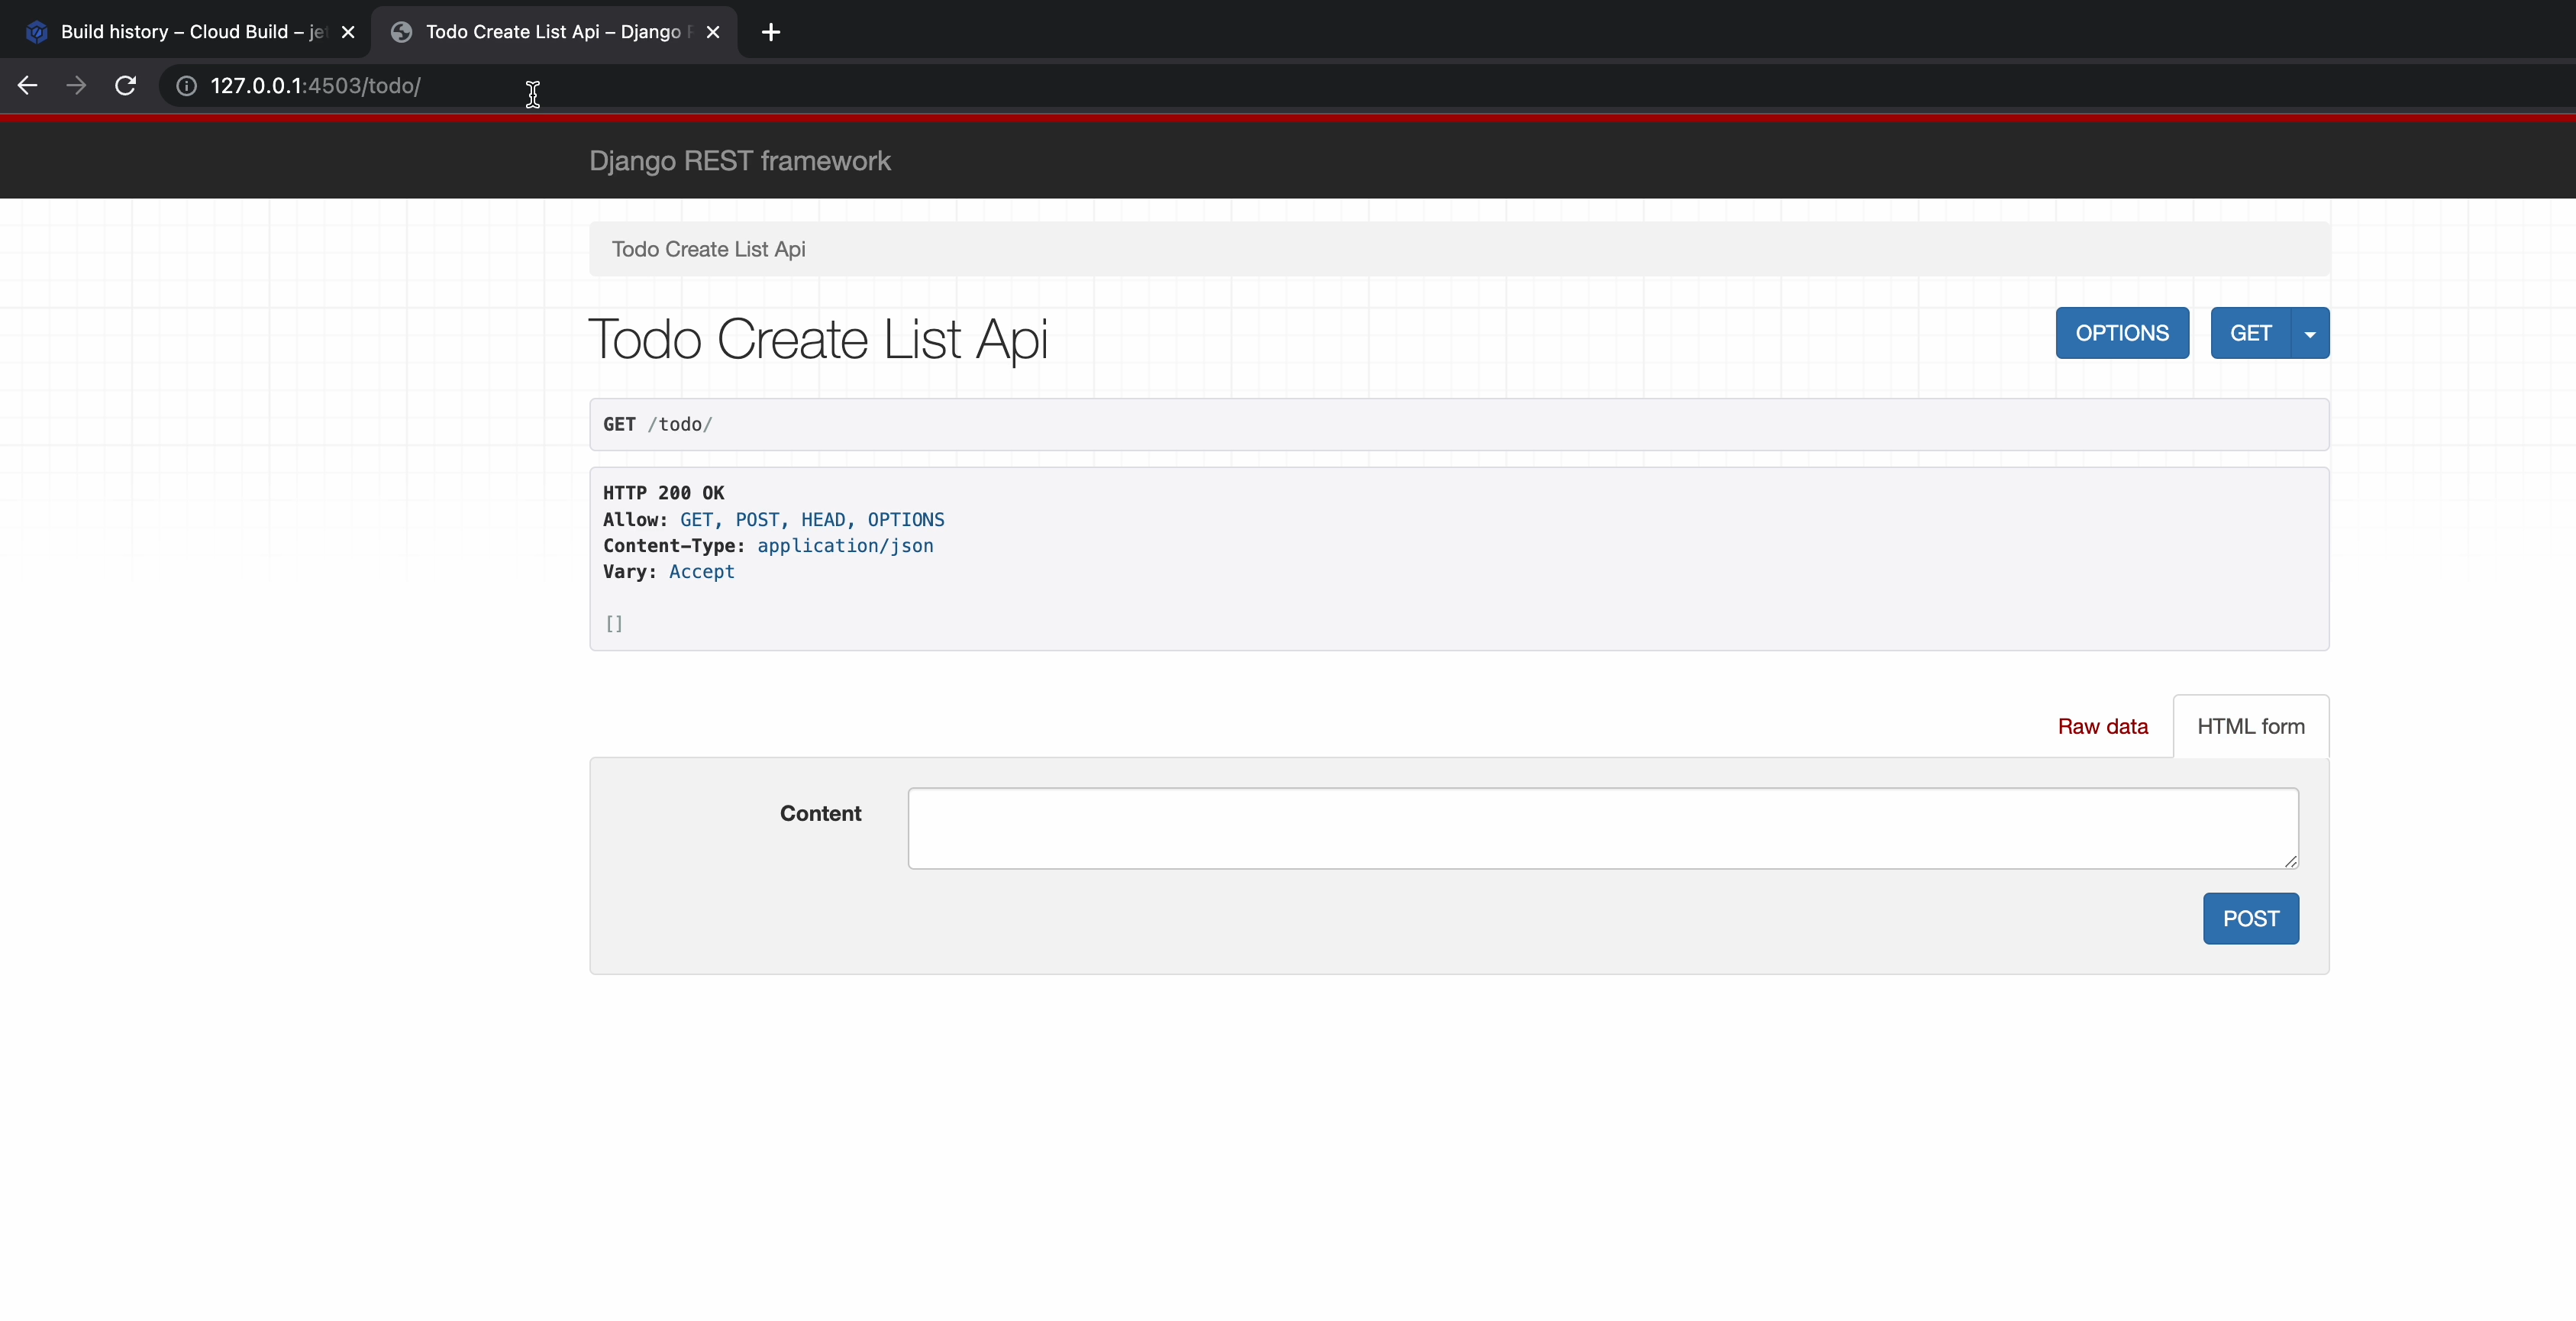 Build history – Cloud Build – je
Todo Create List Api – Django
127.0.0.1:4503/todo/
Django REST framework
Todo Create List Api
Todo Create List Api
OPTIONS
GET
GET /todo/
HTTP 200 OK
Allow: GET, POST, HEAD, OPTIONS
Content-Type: application/json
Vary: Accept
[]
Raw data
HTML form
Content
POST